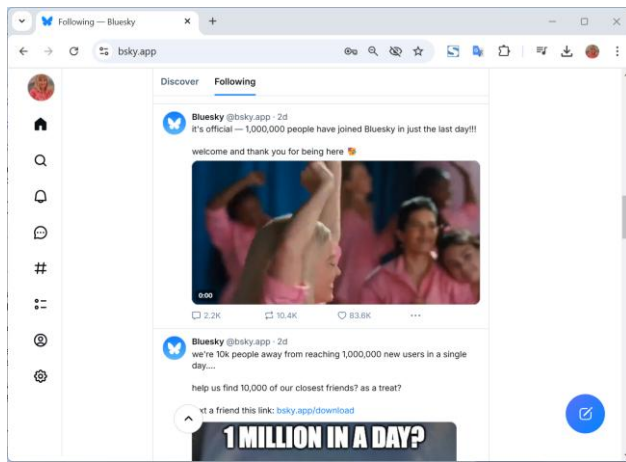 Following — Bluesky
bsky.app
Discover Following
Bluesky @bsky.app · 2d
it's official — 1,000,000 people have joined Bluesky in just the last day!!!
welcome and thank you for being here
0:00
2.2K 10.4K 83.6K
Bluesky @bsky.app · 2d
we're 10k people away from reaching 1,000,000 new users in a single
day....
help us find 10,000 of our closest friends? as a treat?
a friend this link: bsky.app/download
1 MILLION IN A DAY?